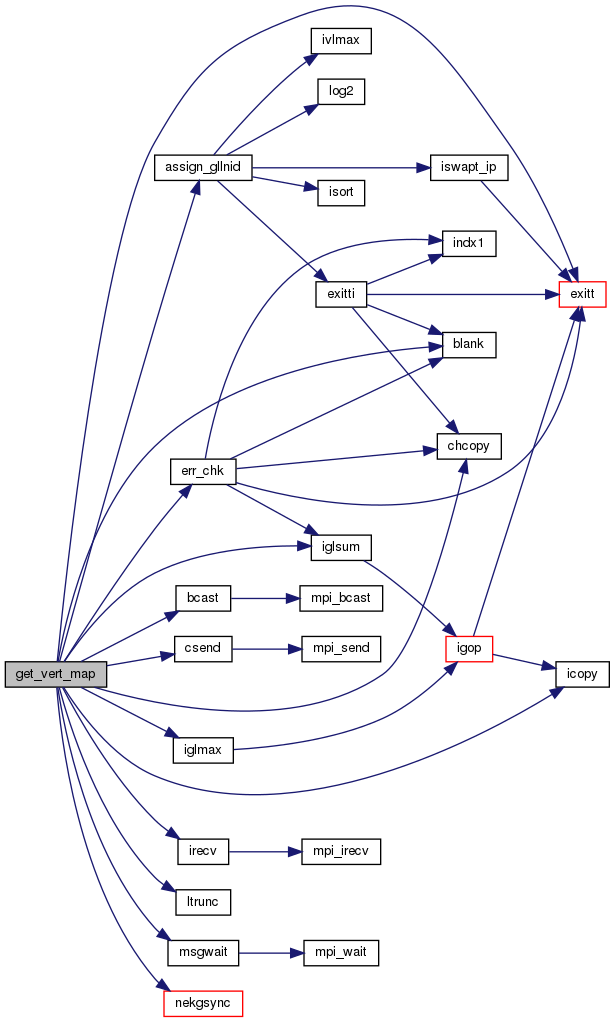 ivlmax
log2
assign_gllnid
iswapt_ip
isort
indx1
exitti
exitt
blank
chcopy
err_chk
iglsum
bcast
mpi_bcast
csend
mpi_send
igop
get_vert_map
icopy
iglmax
irecv
mpi_irecv
ltrunc
msgwait
mpi_wait
nekgsync